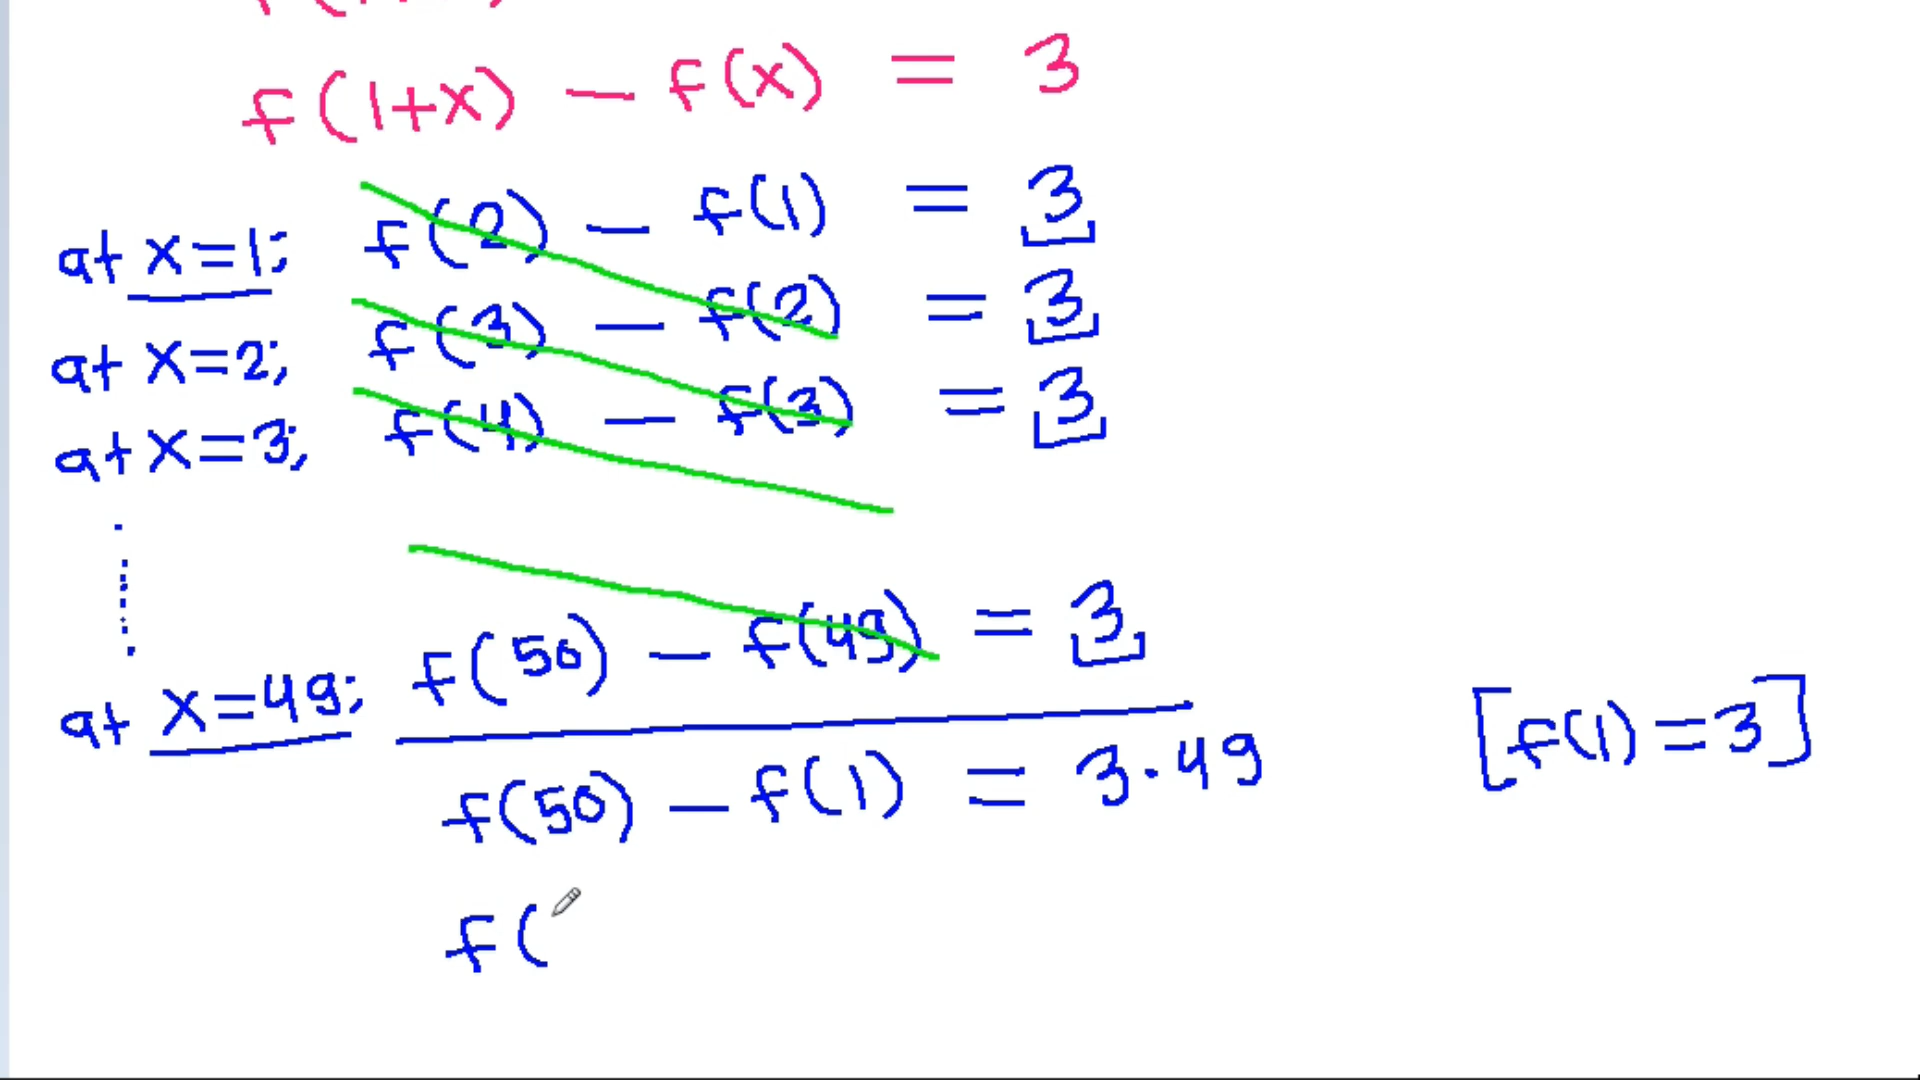 f(1+x) − f(x) = 3
at x=1; f(2) − f(1) = 3
at x=2; f(3) − f(2) = 3
at x=3; f(4) − f(3) = 3
at x=49; f(50) − f(49) = 3
f(50) − f(1) = 3·49 [f(1)=3]
f(